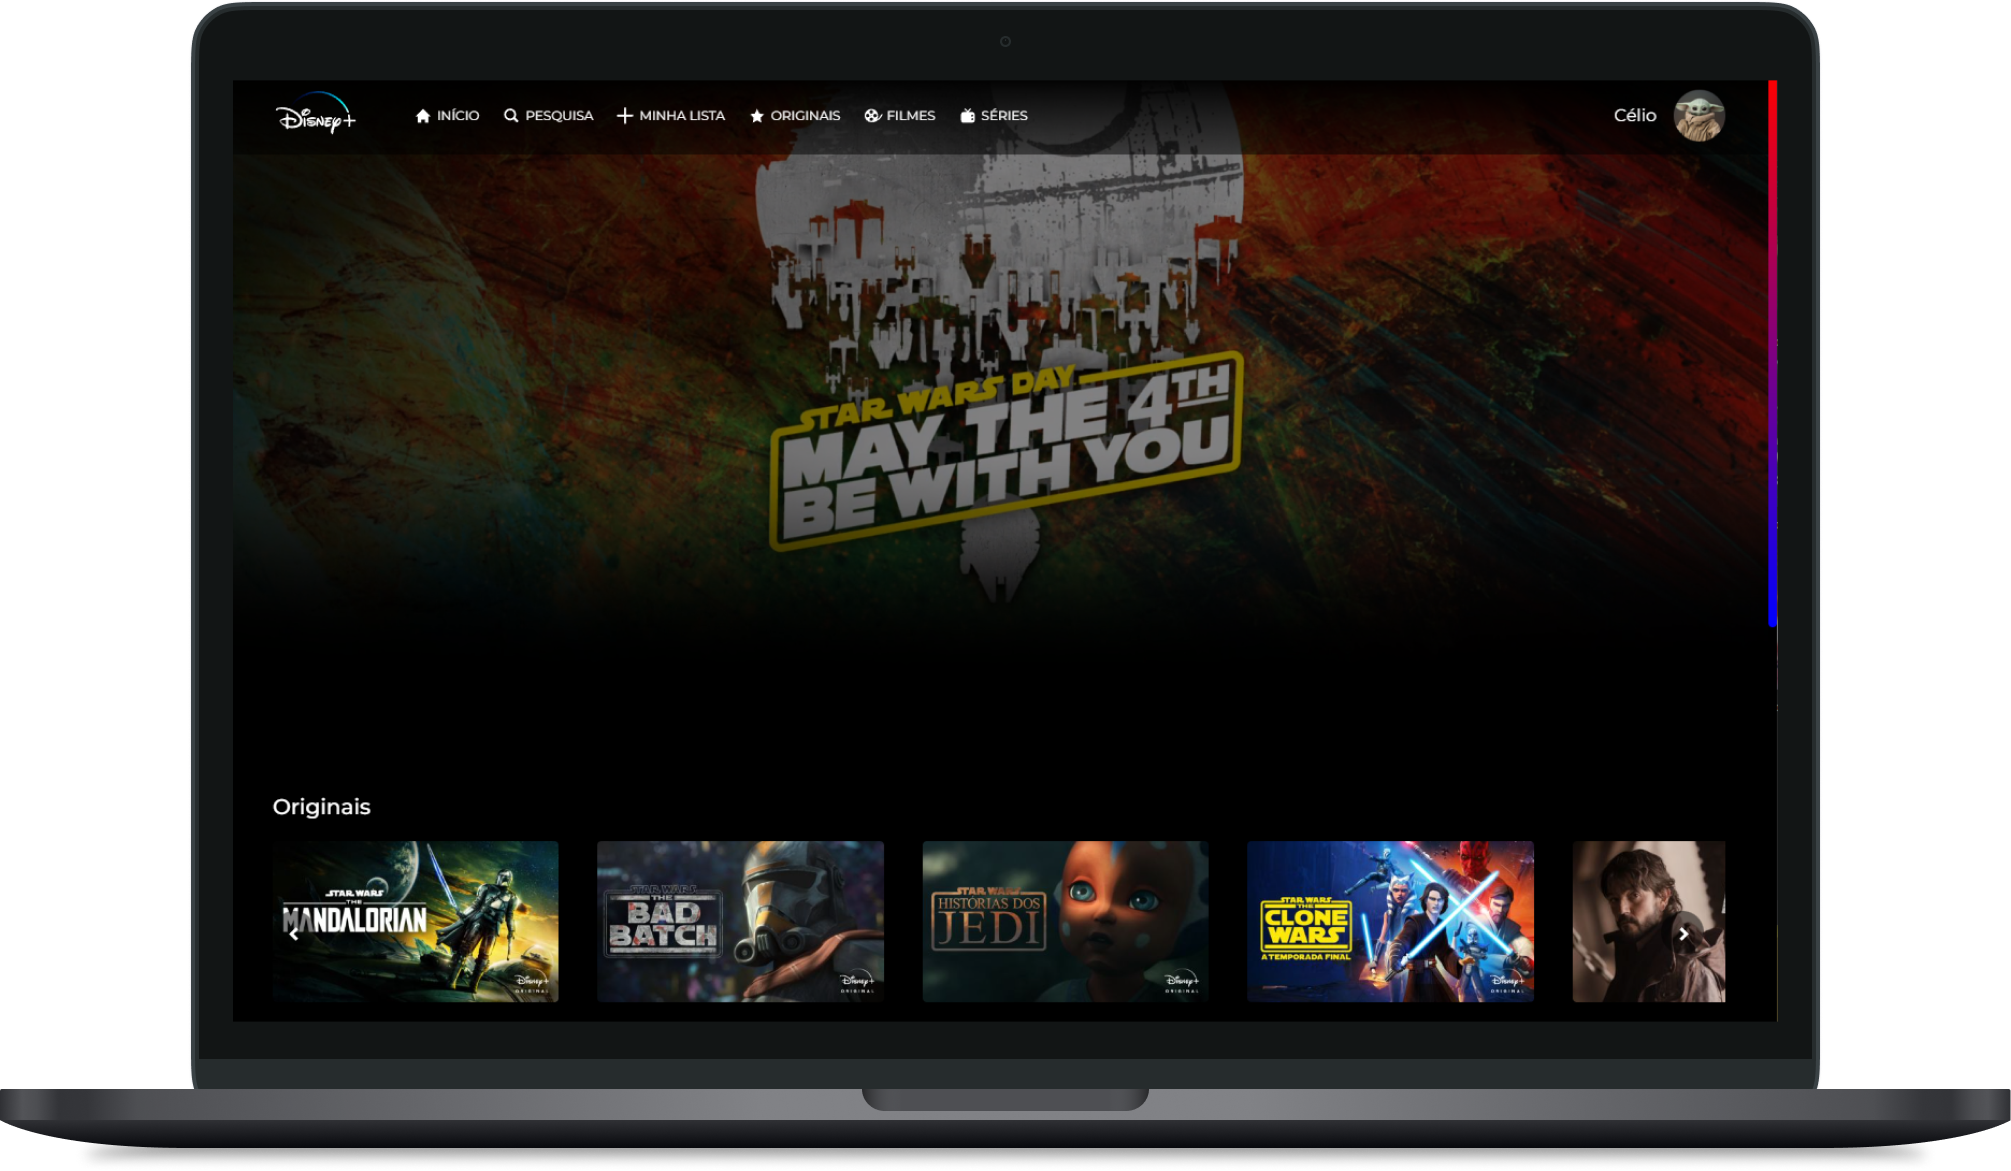 Disney+
INÍCIO
PESQUISA
MINHA LISTA
ORIGINAIS
FILMES
SÉRIES
Célio
STAR WARS DAY
MAY THE 4TH
BE WITH YOU
Originais
STAR WARS
THE
MANDALORIAN
Disney+
ORIGINAL
STAR WARS
THE
BAD
BATCH
Disney+
ORIGINAL
STAR WARS
HISTÓRIAS DOS
JEDI
Disney+
ORIGINAL
STAR WARS
THE
CLONE
WARS
A TEMPORADA FINAL
Disney+
ORIGINAL